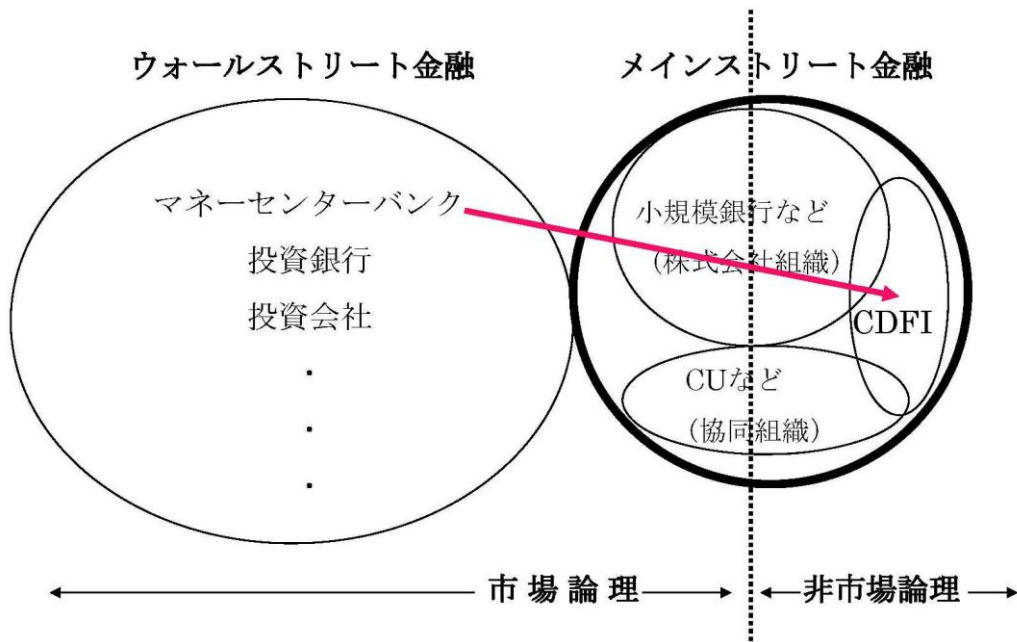 ウォールストリート金融
メインストリート金融
マネーセンターバンク
投資銀行
投資会社
・
・
・
小規模銀行など
(株式会社組織)
CDFI
CUなど
(協同組織)
市場論理
非市場論理